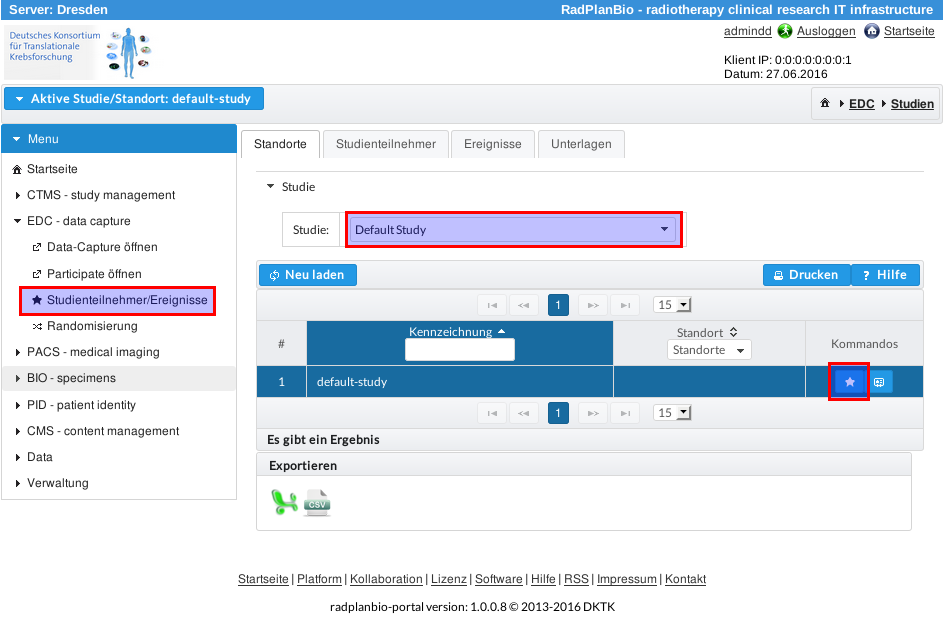 Server: Dresden
RadPlanBio - radiotherapy clinical research IT infrastructure
Deutsches Konsortium
für Translationale
Krebsforschung
admindd Ausloggen Startseite
Klient IP: 0:0:0:0:0:0:0:1
Datum: 27.06.2016
Aktive Studie/Standort: default-study
EDC Studien
Menu
Startseite
CTMS - study management
EDC - data capture
Data-Capture öffnen
Participate öffnen
Studienteilnehmer/Ereignisse
Randomisierung
PACS - medical imaging
BIO - specimens
PID - patient identity
CMS - content management
Data
Verwaltung
Standorte Studienteilnehmer Ereignisse Unterlagen
Studie
Studie: Default Study
Neu laden Drucken ? Hilfe
1 15
# Kennzeichnung Standort Kommandos
Standorte
1 default-study
1 15
Es gibt ein Ergebnis
Exportieren
CSV
Startseite | Platform | Kollaboration | Lizenz | Software | Hilfe | RSS | Impressum | Kontakt
radplanbio-portal version: 1.0.0.8 © 2013-2016 DKTK